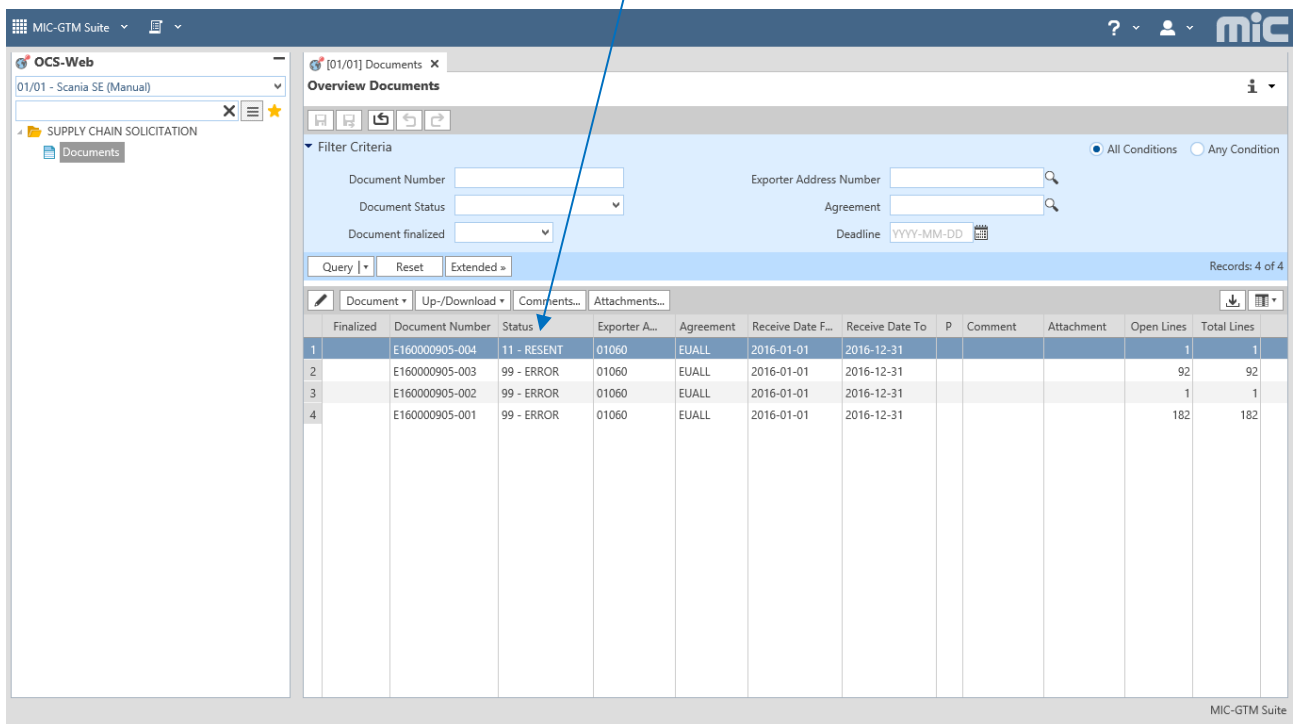 MIC-GTM Suite
mic
OCS-Web
01/01 - Scania SE (Manual)
SUPPLY CHAIN SOLICITATION
Documents
[01/01] Documents
Overview Documents
Filter Criteria
All Conditions Any Condition
Document Number Exporter Address Number
Document Status Agreement
Document finalized Deadline YYYY-MM-DD
Query Reset Extended » Records: 4 of 4
Document Up-/Download Comments... Attachments...
Finalized Document Number Status Exporter A... Agreement Receive Date F... Receive Date To P Comment Attachment Open Lines Total Lines
1 E160000905-004 11 - RESENT 01060 EUALL 2016-01-01 2016-12-31 1 1
2 E160000905-003 99 - ERROR 01060 EUALL 2016-01-01 2016-12-31 92 92
3 E160000905-002 99 - ERROR 01060 EUALL 2016-01-01 2016-12-31 1 1
4 E160000905-001 99 - ERROR 01060 EUALL 2016-01-01 2016-12-31 182 182
MIC-GTM Suite